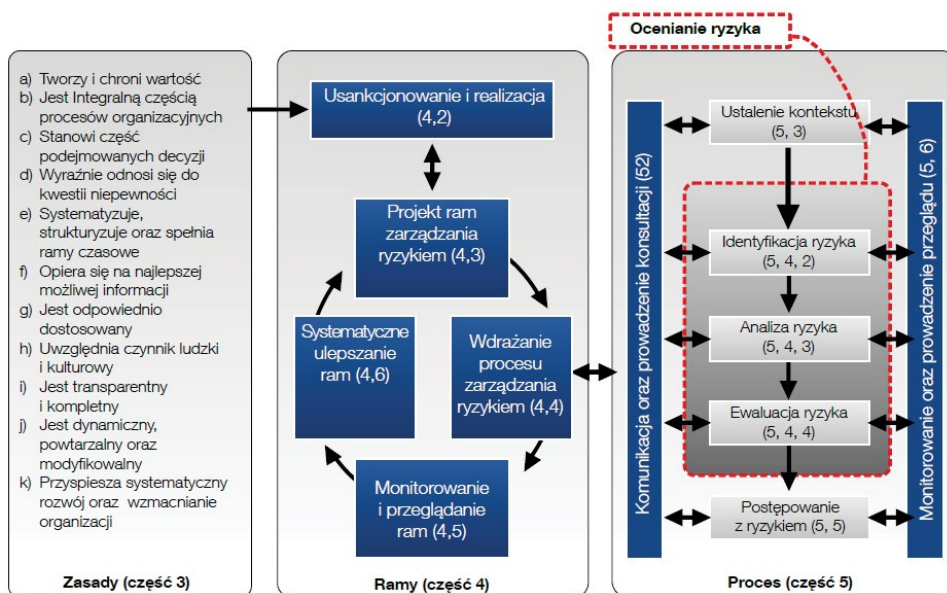 Ocenianie ryzyka
a) Tworzy i chroni wartość
b) Jest Integralną częścią
procesów organizacyjnych
c) Stanowi część
podejmowanych decyzji
d) Wyraźnie odnosi się do
kwestii niepewności
e) Systematyzuje,
strukturyzuje oraz spełnia
ramy czasowe
f) Opiera się na najlepszej
możliwej informacji
g) Jest odpowiednio
dostosowany
h) Uwzględnia czynnik ludzki
i kulturowy
i) Jest transparentny
i kompletny
j) Jest dynamiczny,
powtarzalny oraz
modyfikowalny
k) Przyspiesza systematyczny
rozwój oraz wzmacnianie
organizacji
Zasady (część 3)
Usankcjonowanie i realizacja
(4,2)
Projekt ram
zarządzania
ryzykiem (4,3)
Systematyczne
ulepszanie
ram (4,6)
Wdrażanie
procesu
zarządzania
ryzykiem (4,4)
Monitorowanie
i przeglądanie
ram (4,5)
Ramy (część 4)
Komunikacja oraz prowadzenie konsultacji (52)
Ustalenie kontekstu
(5, 3)
Identyfikacja ryzyka
(5, 4, 2)
Analiza ryzyka
(5, 4, 3)
Ewaluacja ryzyka
(5, 4, 4)
Postępowanie
z ryzykiem (5, 5)
Monitorowanie oraz prowadzenie przeglądu (5, 6)
Proces (część 5)